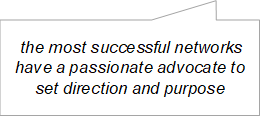 the most successful networks
have a passionate advocate to
set direction and purpose